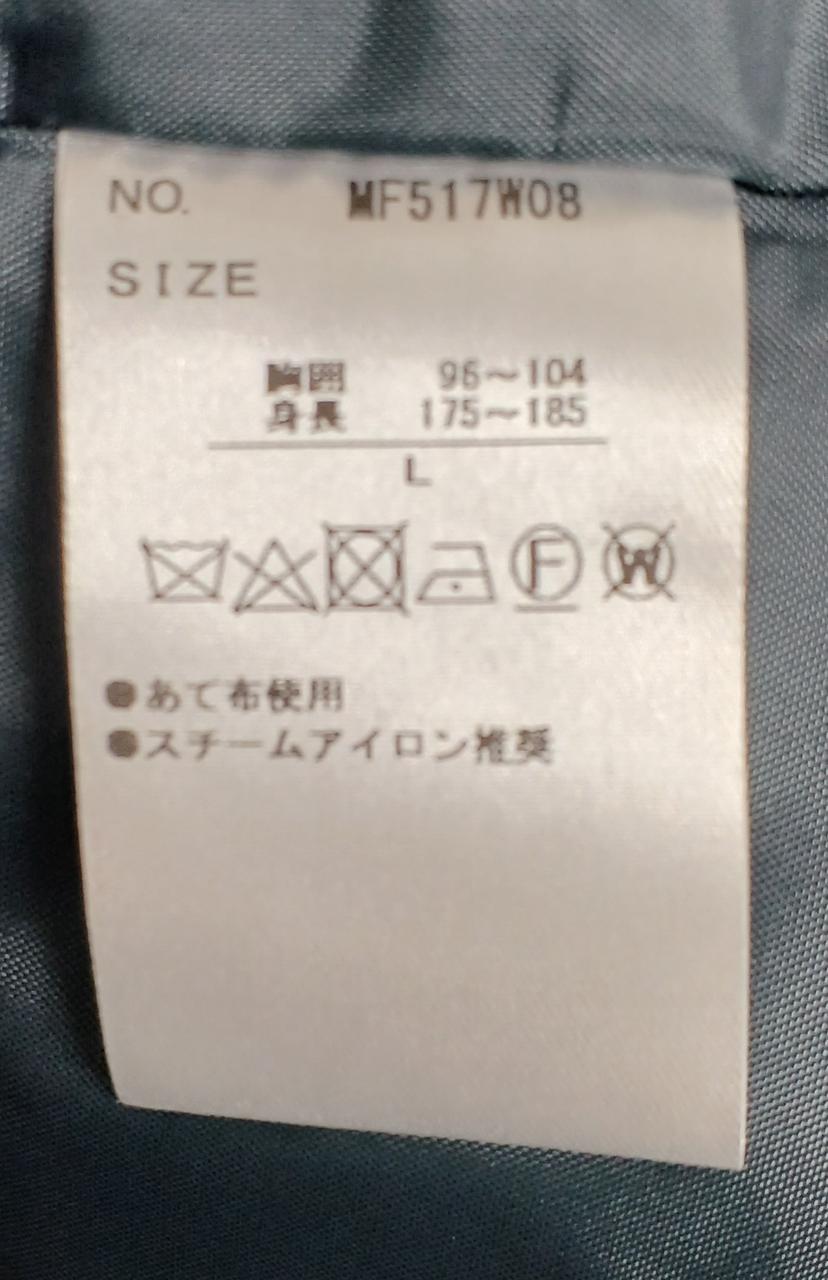 NO. MF517W08
SIZE
胸囲 96～104
身長 175～185
L
F W
●あて布使用
●スチームアイロン推奨